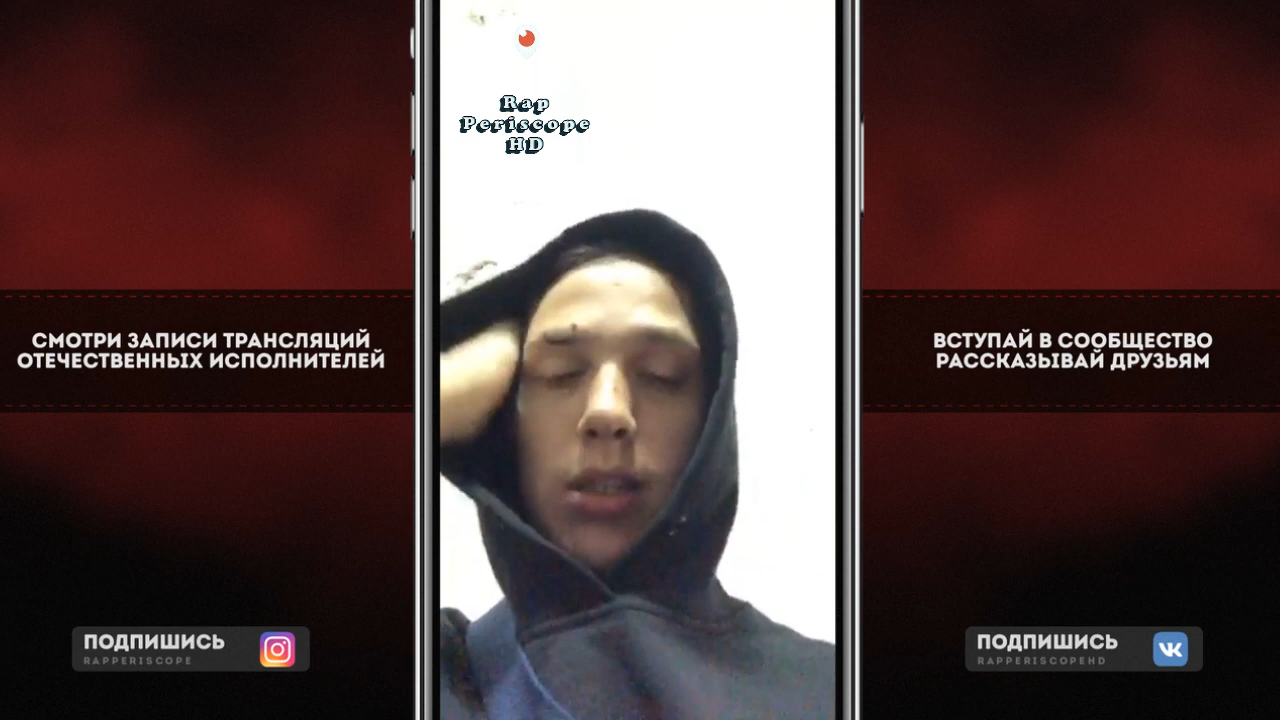 Rap
Periscope
HD
СМОТРИ ЗАПИСИ ТРАНСЛЯЦИЙ
ОТЕЧЕСТВЕННЫХ ИСПОЛНИТЕЛЕЙ
ВСТУПАЙ В СООБЩЕСТВО
РАССКАЗЫВАЙ ДРУЗЬЯМ
ПОДПИШИСЬ
RAPPERISCOPE
ПОДПИШИСЬ
RAPPERISCOPEHD